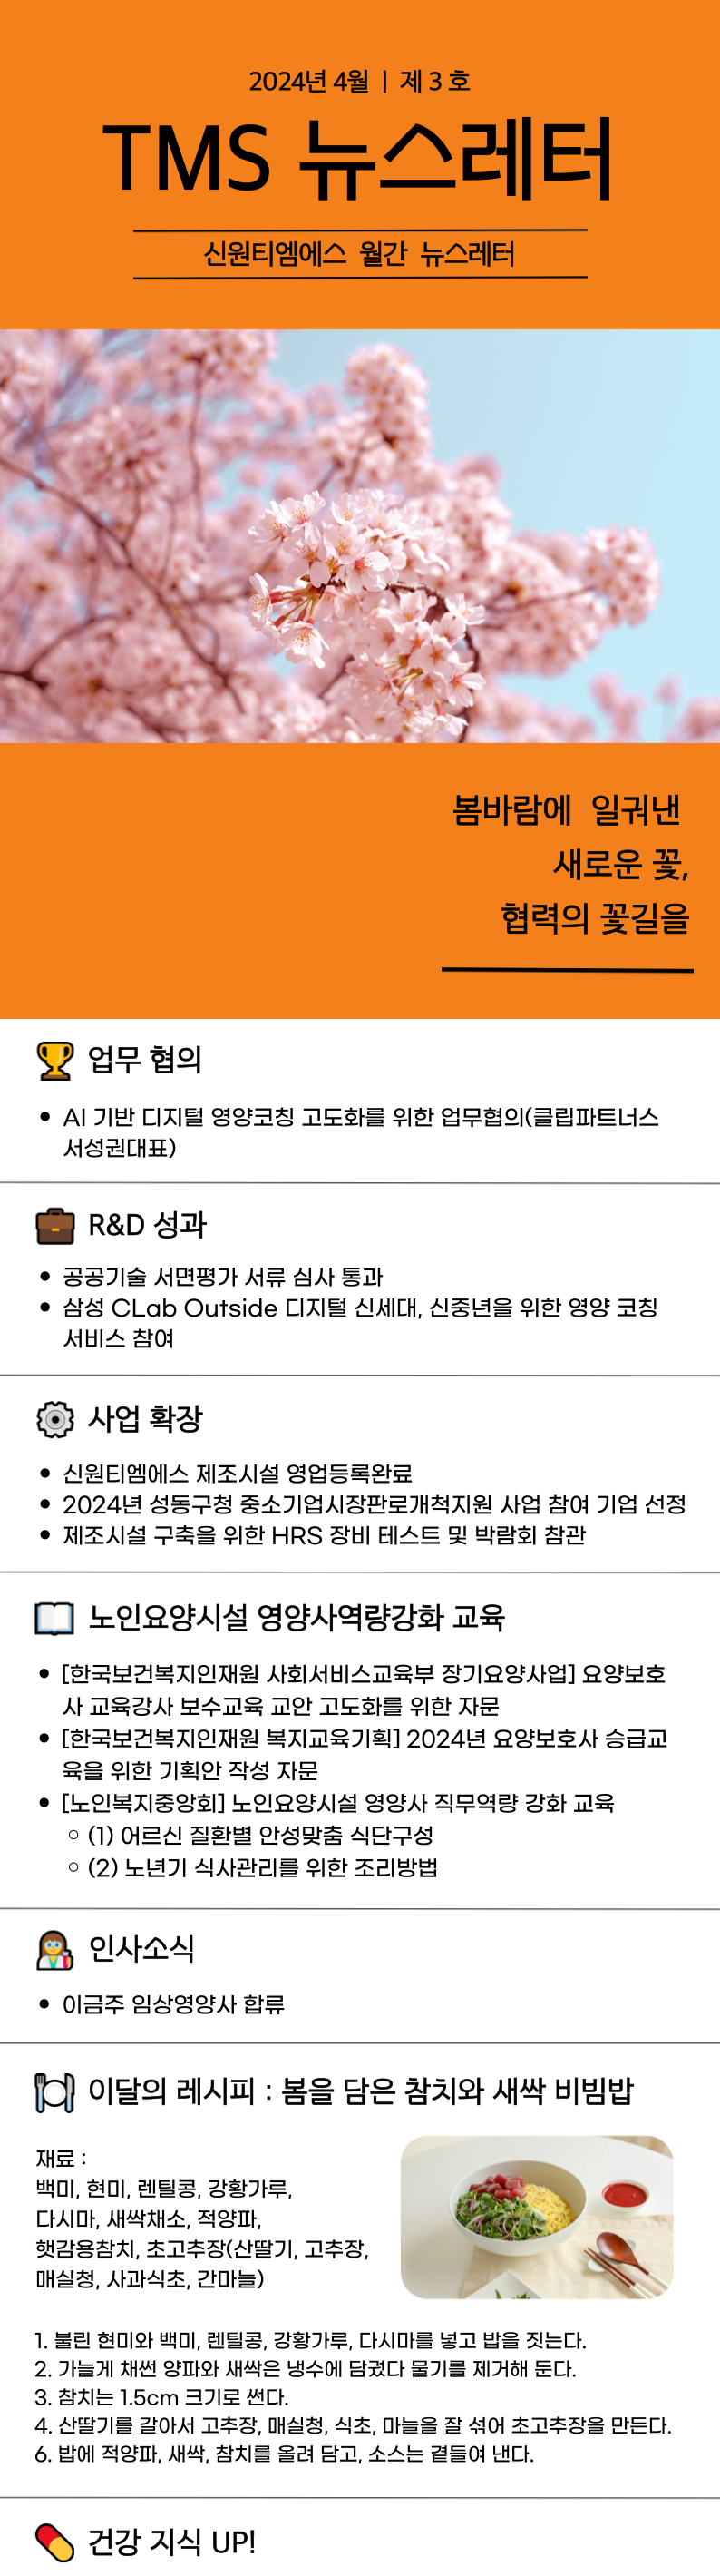 2024년 4월 | 제 3 호
TMS 뉴스레터
신원티엠에스 월간 뉴스레터
봄바람에 일궈낸
새로운 꽃,
협력의 꽃길을
업무 협의
• AI 기반 디지털 영양코칭 고도화를 위한 업무협의(클립파트너스
서성권대표)
R&D 성과
• 공공기술 서면평가 서류 심사 통과
• 삼성 CLab Outside 디지털 신세대, 신중년을 위한 영양 코칭
서비스 참여
사업 확장
• 신원티엠에스 제조시설 영업등록완료
• 2024년 성동구청 중소기업시장판로개척지원 사업 참여 기업 선정
• 제조시설 구축을 위한 HRS 장비 테스트 및 박람회 참관
노인요양시설 영양사역량강화 교육
• [한국보건복지인재원 사회서비스교육부 장기요양사업] 요양보호
사 교육강사 보수교육 교안 고도화를 위한 자문
• [한국보건복지인재원 복지교육기획] 2024년 요양보호사 승급교
육을 위한 기획안 작성 자문
• [노인복지중앙회] 노인요양시설 영양사 직무역량 강화 교육
○ (1) 어르신 질환별 안성맞춤 식단구성
○ (2) 노년기 식사관리를 위한 조리방법
인사소식
• 이금주 임상영양사 합류
이달의 레시피 : 봄을 담은 참치와 새싹 비빔밥
재료 :
백미, 현미, 렌틸콩, 강황가루,
다시마, 새싹채소, 적양파,
햇감용참치, 초고추장(산딸기, 고추장,
매실청, 사과식초, 간마늘)
1. 불린 현미와 백미, 렌틸콩, 강황가루, 다시마를 넣고 밥을 짓는다.
2. 가늘게 채썬 양파와 새싹은 냉수에 담궜다 물기를 제거해 둔다.
3. 참치는 1.5cm 크기로 썬다.
4. 산딸기를 갈아서 고추장, 매실청, 식초, 마늘을 잘 섞어 초고추장을 만든다.
6. 밥에 적양파, 새싹, 참치를 올려 담고, 소스는 곁들여 낸다.
건강 지식 UP!